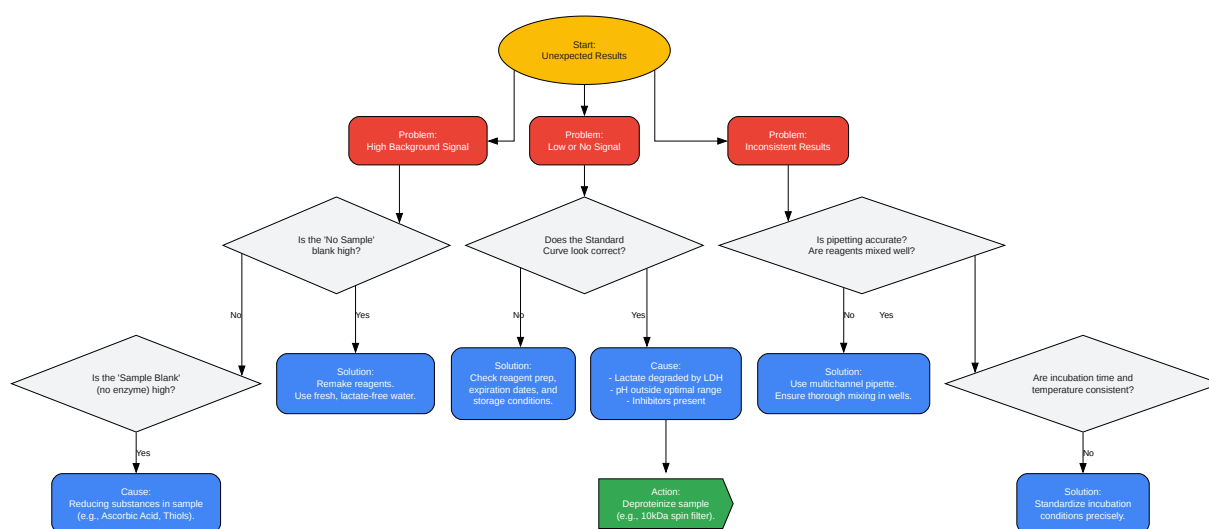 Start:
Unexpected Results
Problem:
High Background Signal
Problem:
Low or No Signal
Problem:
Inconsistent Results
Is the 'No Sample'
blank high?
Does the Standard
Curve look correct?
Is pipetting accurate?
Are reagents mixed well?
No
Yes
No
Yes
No
Yes
Is the 'Sample Blank'
(no enzyme) high?
Solution:
Remake reagents.
Use fresh, lactate-free water.
Solution:
Check reagent prep,
expiration dates, and
storage conditions.
Cause:
- Lactate degraded by LDH
- pH outside optimal range
- Inhibitors present
Solution:
Use multichannel pipette.
Ensure thorough mixing in wells.
Are incubation time and
temperature consistent?
Yes
No
Cause:
Reducing substances in sample
(e.g., Ascorbic Acid, Thiols).
Action:
Deproteinize sample
(e.g., 10kDa spin filter).
Solution:
Standardize incubation
conditions precisely.